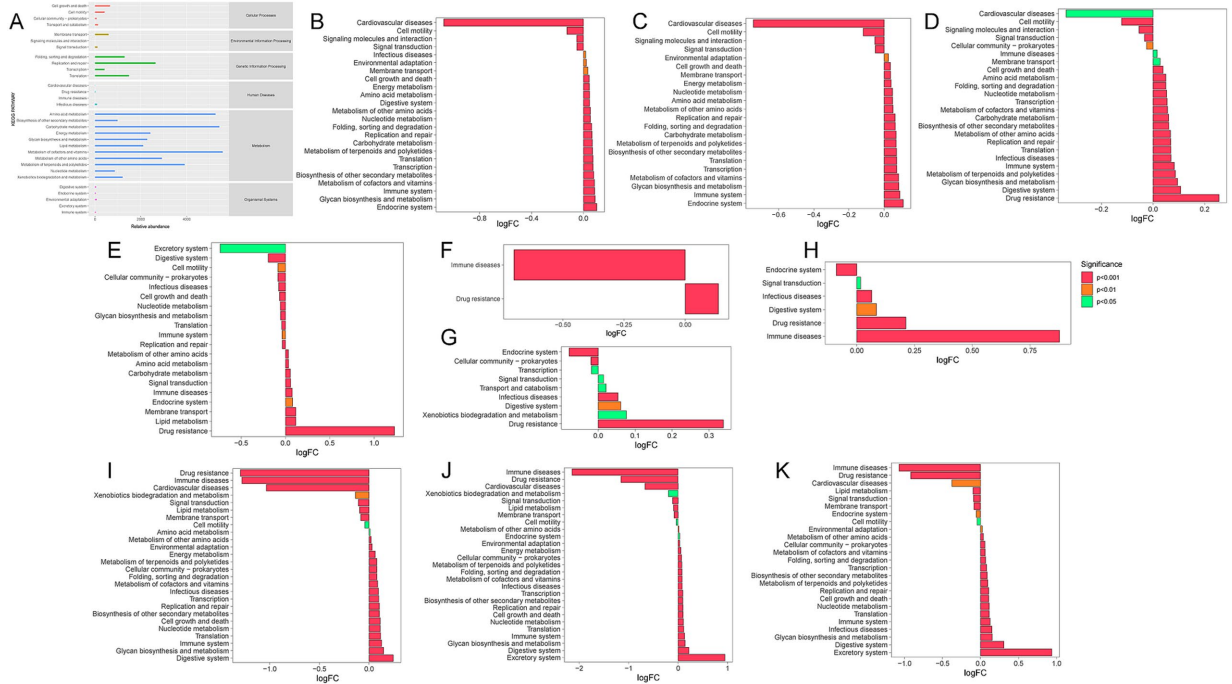 A
KEGG PATHWAY
Cell growth and death
Cell motility
Cellular community - prokaryotes
Transport and catabolism
Cellular Processes
Membrane transport
Signaling molecules and interaction
Signal transduction
Environmental Information Processing
Folding, sorting and degradation
Replication and repair
Transcription
Translation
Genetic Information Processing
Cardiovascular diseases
Drug resistance
Immune diseases
Infectious diseases
Human Diseases
Amino acid metabolism
Biosynthesis of other secondary metabolites
Carbohydrate metabolism
Energy metabolism
Glycan biosynthesis and metabolism
Lipid metabolism
Metabolism of cofactors and vitamins
Metabolism of other amino acids
Metabolism of terpenoids and polyketides
Nucleotide metabolism
Xenobiotics biodegradation and metabolism
Metabolism
Digestive system
Endocrine system
Environmental adaptation
Excretory system
Immune system
Organismal Systems
Relative abundance
B
Cardiovascular diseases
Cell motility
Signaling molecules and interaction
Signal transduction
Infectious diseases
Environmental adaptation
Membrane transport
Cell growth and death
Energy metabolism
Amino acid metabolism
Digestive system
Metabolism of other amino acids
Nucleotide metabolism
Folding, sorting and degradation
Replication and repair
Carbohydrate metabolism
Metabolism of terpenoids and polyketides
Translation
Transcription
Biosynthesis of other secondary metabolites
Metabolism of cofactors and vitamins
Immune system
Glycan biosynthesis and metabolism
Endocrine system
-0.8 -0.4 0.0
logFC
C
Cardiovascular diseases
Cell motility
Signaling molecules and interaction
Signal transduction
Environmental adaptation
Cell growth and death
Membrane transport
Energy metabolism
Nucleotide metabolism
Amino acid metabolism
Metabolism of other amino acids
Replication and repair
Folding, sorting and degradation
Carbohydrate metabolism
Metabolism of terpenoids and polyketides
Biosynthesis of other secondary metabolites
Translation
Transcription
Metabolism of cofactors and vitamins
Glycan biosynthesis and metabolism
Immune system
Endocrine system
-0.6 -0.4 -0.2 0.0
logFC
D
Cardiovascular diseases
Cell motility
Signaling molecules and interaction
Signal transduction
Cellular community − prokaryotes
Immune diseases
Membrane transport
Cell growth and death
Amino acid metabolism
Folding, sorting and degradation
Nucleotide metabolism
Transcription
Metabolism of cofactors and vitamins
Carbohydrate metabolism
Biosynthesis of other secondary metabolites
Metabolism of other amino acids
Replication and repair
Translation
Infectious diseases
Immune system
Metabolism of terpenoids and polyketides
Glycan biosynthesis and metabolism
Digestive system
Drug resistance
-0.2 0.0 0.2
logFC
E
Excretory system
Digestive system
Cell motility
Cellular community − prokaryotes
Infectious diseases
Cell growth and death
Nucleotide metabolism
Glycan biosynthesis and metabolism
Translation
Immune system
Replication and repair
Metabolism of other amino acids
Amino acid metabolism
Carbohydrate metabolism
Signal transduction
Immune diseases
Endocrine system
Membrane transport
Lipid metabolism
Drug resistance
-0.5 0.0 0.5 1.0
logFC
F
Immune diseases
Drug resistance
-0.50 -0.25 0.00
logFC
G
Endocrine system
Cellular community − prokaryotes
Transcription
Signal transduction
Transport and catabolism
Infectious diseases
Digestive system
Xenobiotics biodegradation and metabolism
Drug resistance
0.0 0.1 0.2 0.3
logFC
H
Endocrine system
Signal transduction
Infectious diseases
Digestive system
Drug resistance
Immune diseases
0.00 0.25 0.50 0.75
logFC
Significance
p<0.001
p<0.01
p<0.05
I
Drug resistance
Immune diseases
Cardiovascular diseases
Xenobiotics biodegradation and metabolism
Signal transduction
Lipid metabolism
Membrane transport
Cell motility
Amino acid metabolism
Metabolism of other amino acids
Environmental adaptation
Energy metabolism
Metabolism of terpenoids and polyketides
Cellular community − prokaryotes
Folding, sorting and degradation
Metabolism of cofactors and vitamins
Infectious diseases
Transcription
Replication and repair
Biosynthesis of other secondary metabolites
Cell growth and death
Nucleotide metabolism
Translation
Immune system
Glycan biosynthesis and metabolism
Digestive system
-1.0 -0.5 0.0
logFC
J
Immune diseases
Drug resistance
Cardiovascular diseases
Xenobiotics biodegradation and metabolism
Signal transduction
Lipid metabolism
Membrane transport
Cell motility
Metabolism of other amino acids
Endocrine system
Environmental adaptation
Energy metabolism
Cellular community − prokaryotes
Metabolism of terpenoids and polyketides
Folding, sorting and degradation
Metabolism of cofactors and vitamins
Infectious diseases
Transcription
Biosynthesis of other secondary metabolites
Replication and repair
Cell growth and death
Nucleotide metabolism
Translation
Immune system
Glycan biosynthesis and metabolism
Digestive system
Excretory system
-2 -1 0 1
logFC
K
Immune diseases
Drug resistance
Cardiovascular diseases
Lipid metabolism
Signal transduction
Membrane transport
Endocrine system
Cell motility
Environmental adaptation
Metabolism of other amino acids
Cellular community − prokaryotes
Metabolism of cofactors and vitamins
Folding, sorting and degradation
Transcription
Biosynthesis of other secondary metabolites
Metabolism of terpenoids and polyketides
Replication and repair
Cell growth and death
Nucleotide metabolism
Translation
Immune system
Infectious diseases
Glycan biosynthesis and metabolism
Digestive system
Excretory system
-1.0 -0.5 0.0 0.5 1.0
logFC